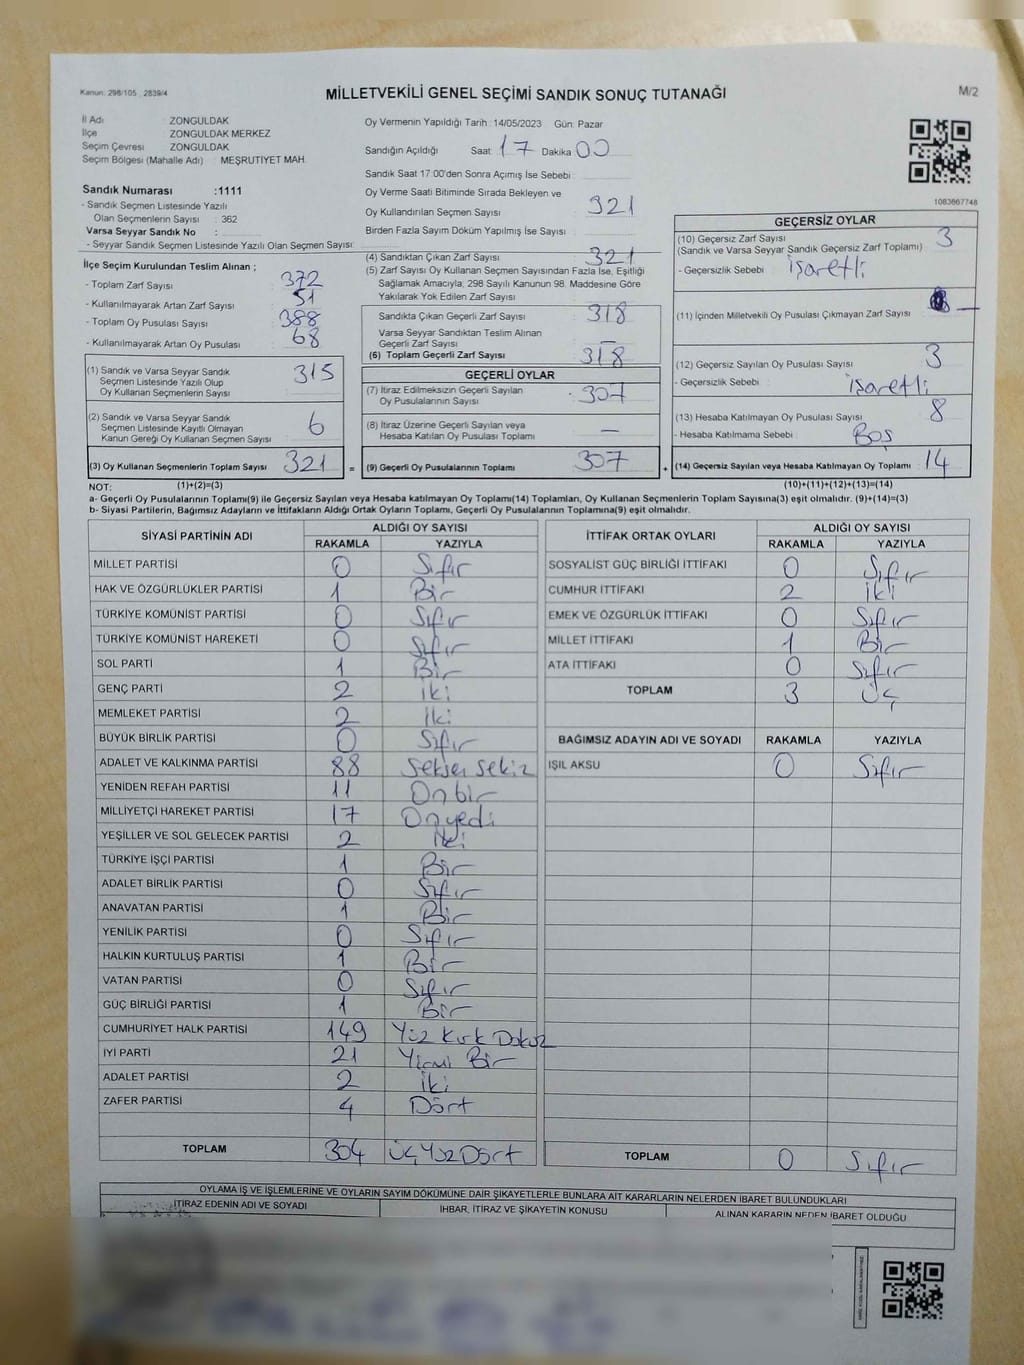 Kanun: 298/105 , 2839/4
MİLLETVEKİLİ GENEL SEÇİMİ SANDIK SONUÇ TUTANAĞI
M/2
İl Adı : ZONGULDAK
İlçe : ZONGULDAK MERKEZ
Seçim Çevresi : ZONGULDAK
Seçim Bölgesi (Mahalle Adı) : MEŞRUTİYET MAH.
Sandık Numarası :1111
- Sandık Seçmen Listesinde Yazılı
Olan Seçmenlerin Sayısı : 362
Varsa Seyyar Sandık No :
- Seyyar Sandık Seçmen Listesinde Yazılı Olan Seçmen Sayısı:
Oy Vermenin Yapıldığı Tarih :14/05/2023 Gün: Pazar
Sandığın Açıldığı Saat 17 Dakika 00
Sandık Saat 17:00'den Sonra Açımış İse Sebebi :
Oy Verme Saati Bitiminde Sırada Bekleyen ve
Oy Kullandırılan Seçmen Sayısı : 321
Birden Fazla Sayım Döküm Yapılmış İse Sayısı :
1083667748
İlçe Seçim Kurulundan Teslim Alınan ;
- Toplam Zarf Sayısı : 372
- Kullanılmayarak Artan Zarf Sayısı : 51
- Toplam Oy Pusulası Sayısı : 388
- Kullanılmayarak Artan Oy Pusulası : 68
(1) Sandık ve Varsa Seyyar Sandık
Seçmen Listesinde Yazılı Olup
Oy Kullanan Seçmenlerin Sayısı : 315
(2) Sandık ve Varsa Seyyar Sandık
Seçmen Listesinde Kayıtlı Olmayan
Kanun Gereği Oy Kullanan Seçmen Sayısı : 6
(3) Oy Kullanan Seçmenlerin Toplam Sayısı : 321 =
(4) Sandıktan Çıkan Zarf Sayısı : 321
(5) Zarf Sayısı Oy Kullanan Seçmen Sayısından Fazla İse, Eşitliği
Sağlamak Amacıyla; 298 Sayılı Kanunun 98. Maddesine Göre
Yakılarak Yok Edilen Zarf Sayısı :
Sandıkta Çıkan Geçerli Zarf Sayısı : 318
Varsa Seyyar Sandıktan Teslim Alınan
Geçerli Zarf Sayısı : —
(6) Toplam Geçerli Zarf Sayısı : 318
GEÇERLİ OYLAR
(7) İtiraz Edilmeksizin Geçerli Sayılan
Oy Pusulalarının Sayısı : 307
(8) İtiraz Üzerine Geçerli Sayılan veya
Hesaba Katılan Oy Pusulası Toplamı : —
(9) Geçerli Oy Pusulalarının Toplamı : 307 +
GEÇERSİZ OYLAR
(10) Geçersiz Zarf Sayısı : 3
(Sandık ve Varsa Seyyar Sandık Geçersiz Zarf Toplamı)
- Geçersizlik Sebebi : işaretli
(11) İçinden Milletvekili Oy Pusulası Çıkmayan Zarf Sayısı : —
(12) Geçersiz Sayılan Oy Pusulası Sayısı : 3
- Geçersizlik Sebebi : işaretli
(13) Hesaba Katılmayan Oy Pusulası Sayısı : 8
- Hesaba Katılmama Sebebi : Boş
(14) Geçersiz Sayılan veya Hesaba Katılmayan Oy Toplamı : 14
NOT: (1)+(2)=(3)
(10)+(11)+(12)+(13)=(14)
a- Geçerli Oy Pusulalarının Toplamı(9) ile Geçersiz Sayılan veya Hesaba katılmayan Oy Toplamı(14) Toplamları, Oy Kullanan Seçmenlerin Toplam Sayısına(3) eşit olmalıdır. (9)+(14)=(3)
b- Siyasi Partilerin, Bağımsız Adayların ve İttifakların Aldığı Ortak Oyların Toplamı, Geçerli Oy Pusulalarının Toplamına(9) eşit olmalıdır.
SİYASİ PARTİNİN ADI ALDIĞI OY SAYISI
RAKAMLA YAZIYLA
MİLLET PARTİSİ 0 Sıfır
HAK VE ÖZGÜRLÜKLER PARTİSİ 1 Bir
TÜRKİYE KOMÜNİST PARTİSİ 0 Sıfır
TÜRKİYE KOMÜNİST HAREKETİ 0 Sıfır
SOL PARTİ 1 Bir
GENÇ PARTİ 2 iki
MEMLEKET PARTİSİ 2 iki
BÜYÜK BİRLİK PARTİSİ 0 Sıfır
ADALET VE KALKINMA PARTİSİ 88 Seksen Sekiz
YENİDEN REFAH PARTİSİ 11 Onbir
MİLLİYETÇİ HAREKET PARTİSİ 17 Onyedi
YEŞİLLER VE SOL GELECEK PARTİSİ 2 iki
TÜRKİYE İŞÇİ PARTİSİ 1 Bir
ADALET BİRLİK PARTİSİ 0 Sıfır
ANAVATAN PARTİSİ 1 Bir
YENİLİK PARTİSİ 0 Sıfır
HALKIN KURTULUŞ PARTİSİ 1 Bir
VATAN PARTİSİ 0 Sıfır
GÜÇ BİRLİĞİ PARTİSİ 1 Bir
CUMHURİYET HALK PARTİSİ 149 Yüz Kırk Dokuz
İYİ PARTİ 21 Yirmi Bir
ADALET PARTİSİ 2 iki
ZAFER PARTİSİ 4 Dört
TOPLAM 304 ÜçYüzDört
İTTİFAK ORTAK OYLARI ALDIĞI OY SAYISI
RAKAMLA YAZIYLA
SOSYALİST GÜÇ BİRLİĞİ İTTİFAKI 0 Sıfır
CUMHUR İTTİFAKI 2 iki
EMEK VE ÖZGÜRLÜK İTTİFAKI 0 Sıfır
MİLLET İTTİFAKI 1 Bir
ATA İTTİFAKI 0 Sıfır
TOPLAM 3 üç
BAĞIMSIZ ADAYIN ADI VE SOYADI RAKAMLA YAZIYLA
IŞIL AKSU 0 Sıfır
TOPLAM 0 Sıfır
OYLAMA İŞ VE İŞLEMLERİNE VE OYLARIN SAYIM DÖKÜMÜNE DAİR ŞİKAYETLERLE BUNLARA AİT KARARLARIN NELERDEN İBARET BULUNDUKLARI
İTİRAZ EDENİN ADI VE SOYADI İHBAR, İTİRAZ VE ŞİKAYETİN KONUSU ALINAN KARARIN NEDEN İBARET OLDUĞU